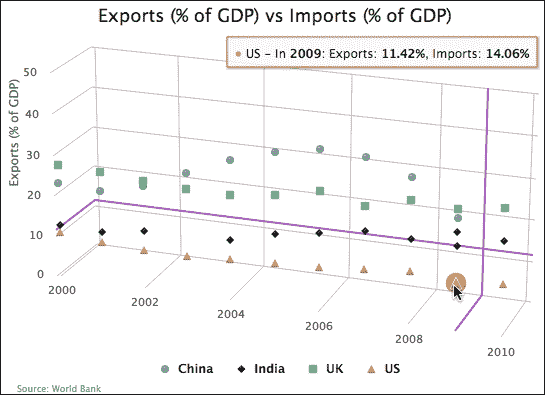 Exports (% of GDP) vs Imports (% of GDP)
US – In 2009: Exports: 11.42%, Imports: 14.06%
Exports (% of GDP)
50
40
30
20
10
0
2000
2002
2004
2006
2008
2010
China India UK US
Source: World Bank